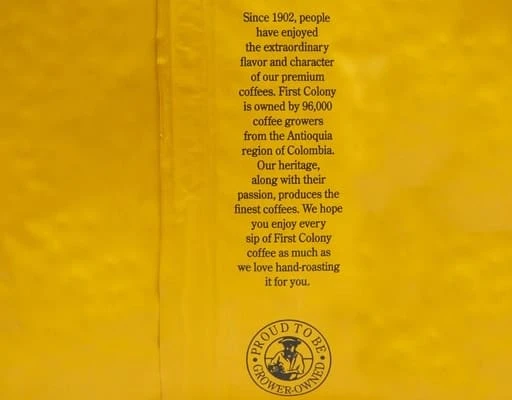 Since 1902, people
have enjoyed
the extraordinary
flavor and character
of our premium
coffees. First Colony
is owned by 96,000
coffee growers
from the Antioquia
region of Colombia.
Our heritage,
along with their
passion, produces the
finest coffees. We hope
you enjoy every
sip of First Colony
coffee as much as
we love hand-roasting
it for you.
PROUD TO BE
GROWER-OWNED